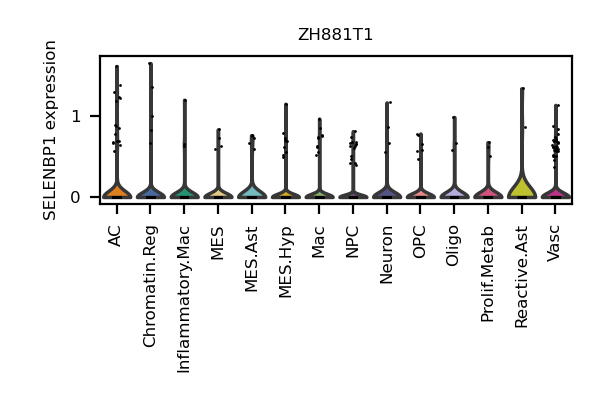 ZH881T1
SELENBP1 expression
1
0
AC
Chromatin.Reg
Inflammatory.Mac
MES
MES.Ast
MES.Hyp
Mac
NPC
Neuron
OPC
Oligo
Prolif.Metab
Reactive.Ast
Vasc